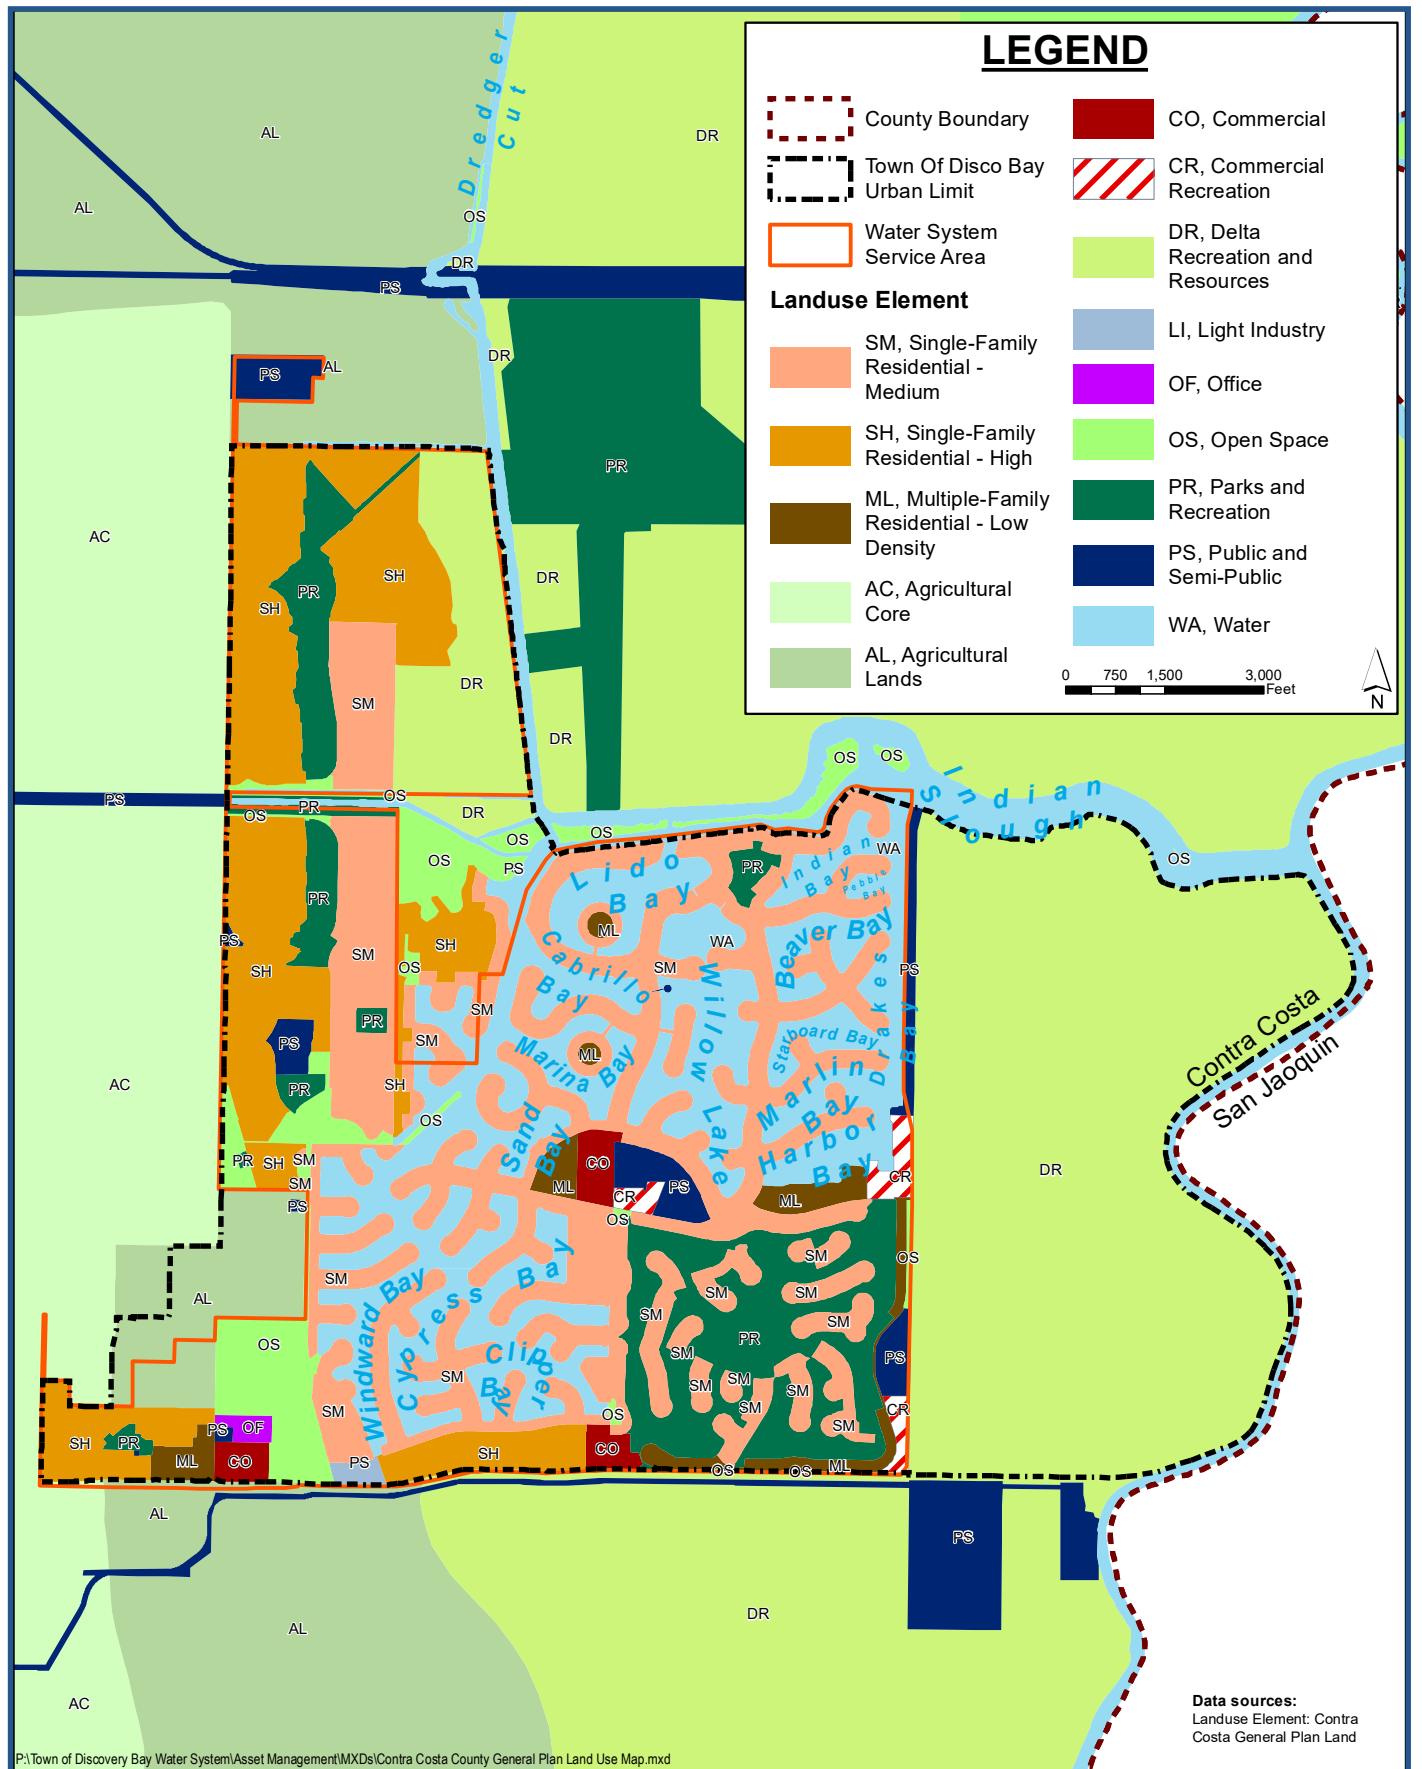 LEGEND
County Boundary
Town Of Disco Bay
Urban Limit
Water System
Service Area
Landuse Element
SM, Single-Family
Residential -
Medium
SH, Single-Family
Residential - High
ML, Multiple-Family
Residential - Low
Density
AC, Agricultural
Core
AL, Agricultural
Lands
CO, Commercial
CR, Commercial
Recreation
DR, Delta
Recreation and
Resources
LI, Light Industry
OF, Office
OS, Open Space
PR, Parks and
Recreation
PS, Public and
Semi-Public
WA, Water
0 750 1,500 3,000
Feet
N
Dredger
Cut
AL
DR
AL
OS
DR
PS
DR
PS
AL
PR
AC
SH
PR
SH
DR
SM
DR
DR
OS
OS
Indian
Slough
PS
PR
OS
OS
DR
OS
OS
OS
PS
OS
WA
PR
Lido
Bay
Indian
Bay
Pebble
Bay
PR
ML
Beaver Bay
WA
SH
PS
SH
SM
OS
Cabrillo
Bay
SM
Willow
Lake
Drakes
Bay
PS
PR
SM
SM
Starboard Bay
PS
ML
Marina Bay
Marlin
Bay
AC
PR
SH
OS
Sand
Bay
Harbor
Bay
Contra Costa
San Jaoquin
PR
SH
SM
SM
PS
CO
ML
CR
PS
ML
CR
DR
OS
SM
Windward Bay
Cypress Bay
SM
OS
SM
SM
AL
SM
SM
OS
PR
SM
PS
Clipper
Bay
SM
SM
SM
SM
SM
SM
SM
OS
CR
SM
SH
PR
PS
OF
ML
CO
PS
SH
CO
OS
OS
ML
AL
PS
AL
DR
AC
Data sources:
Landuse Element: Contra
Costa General Plan Land
P:\Town of Discovery Bay Water System\Asset Management\MXDs\Contra Costa County General Plan Land Use Map.mxd